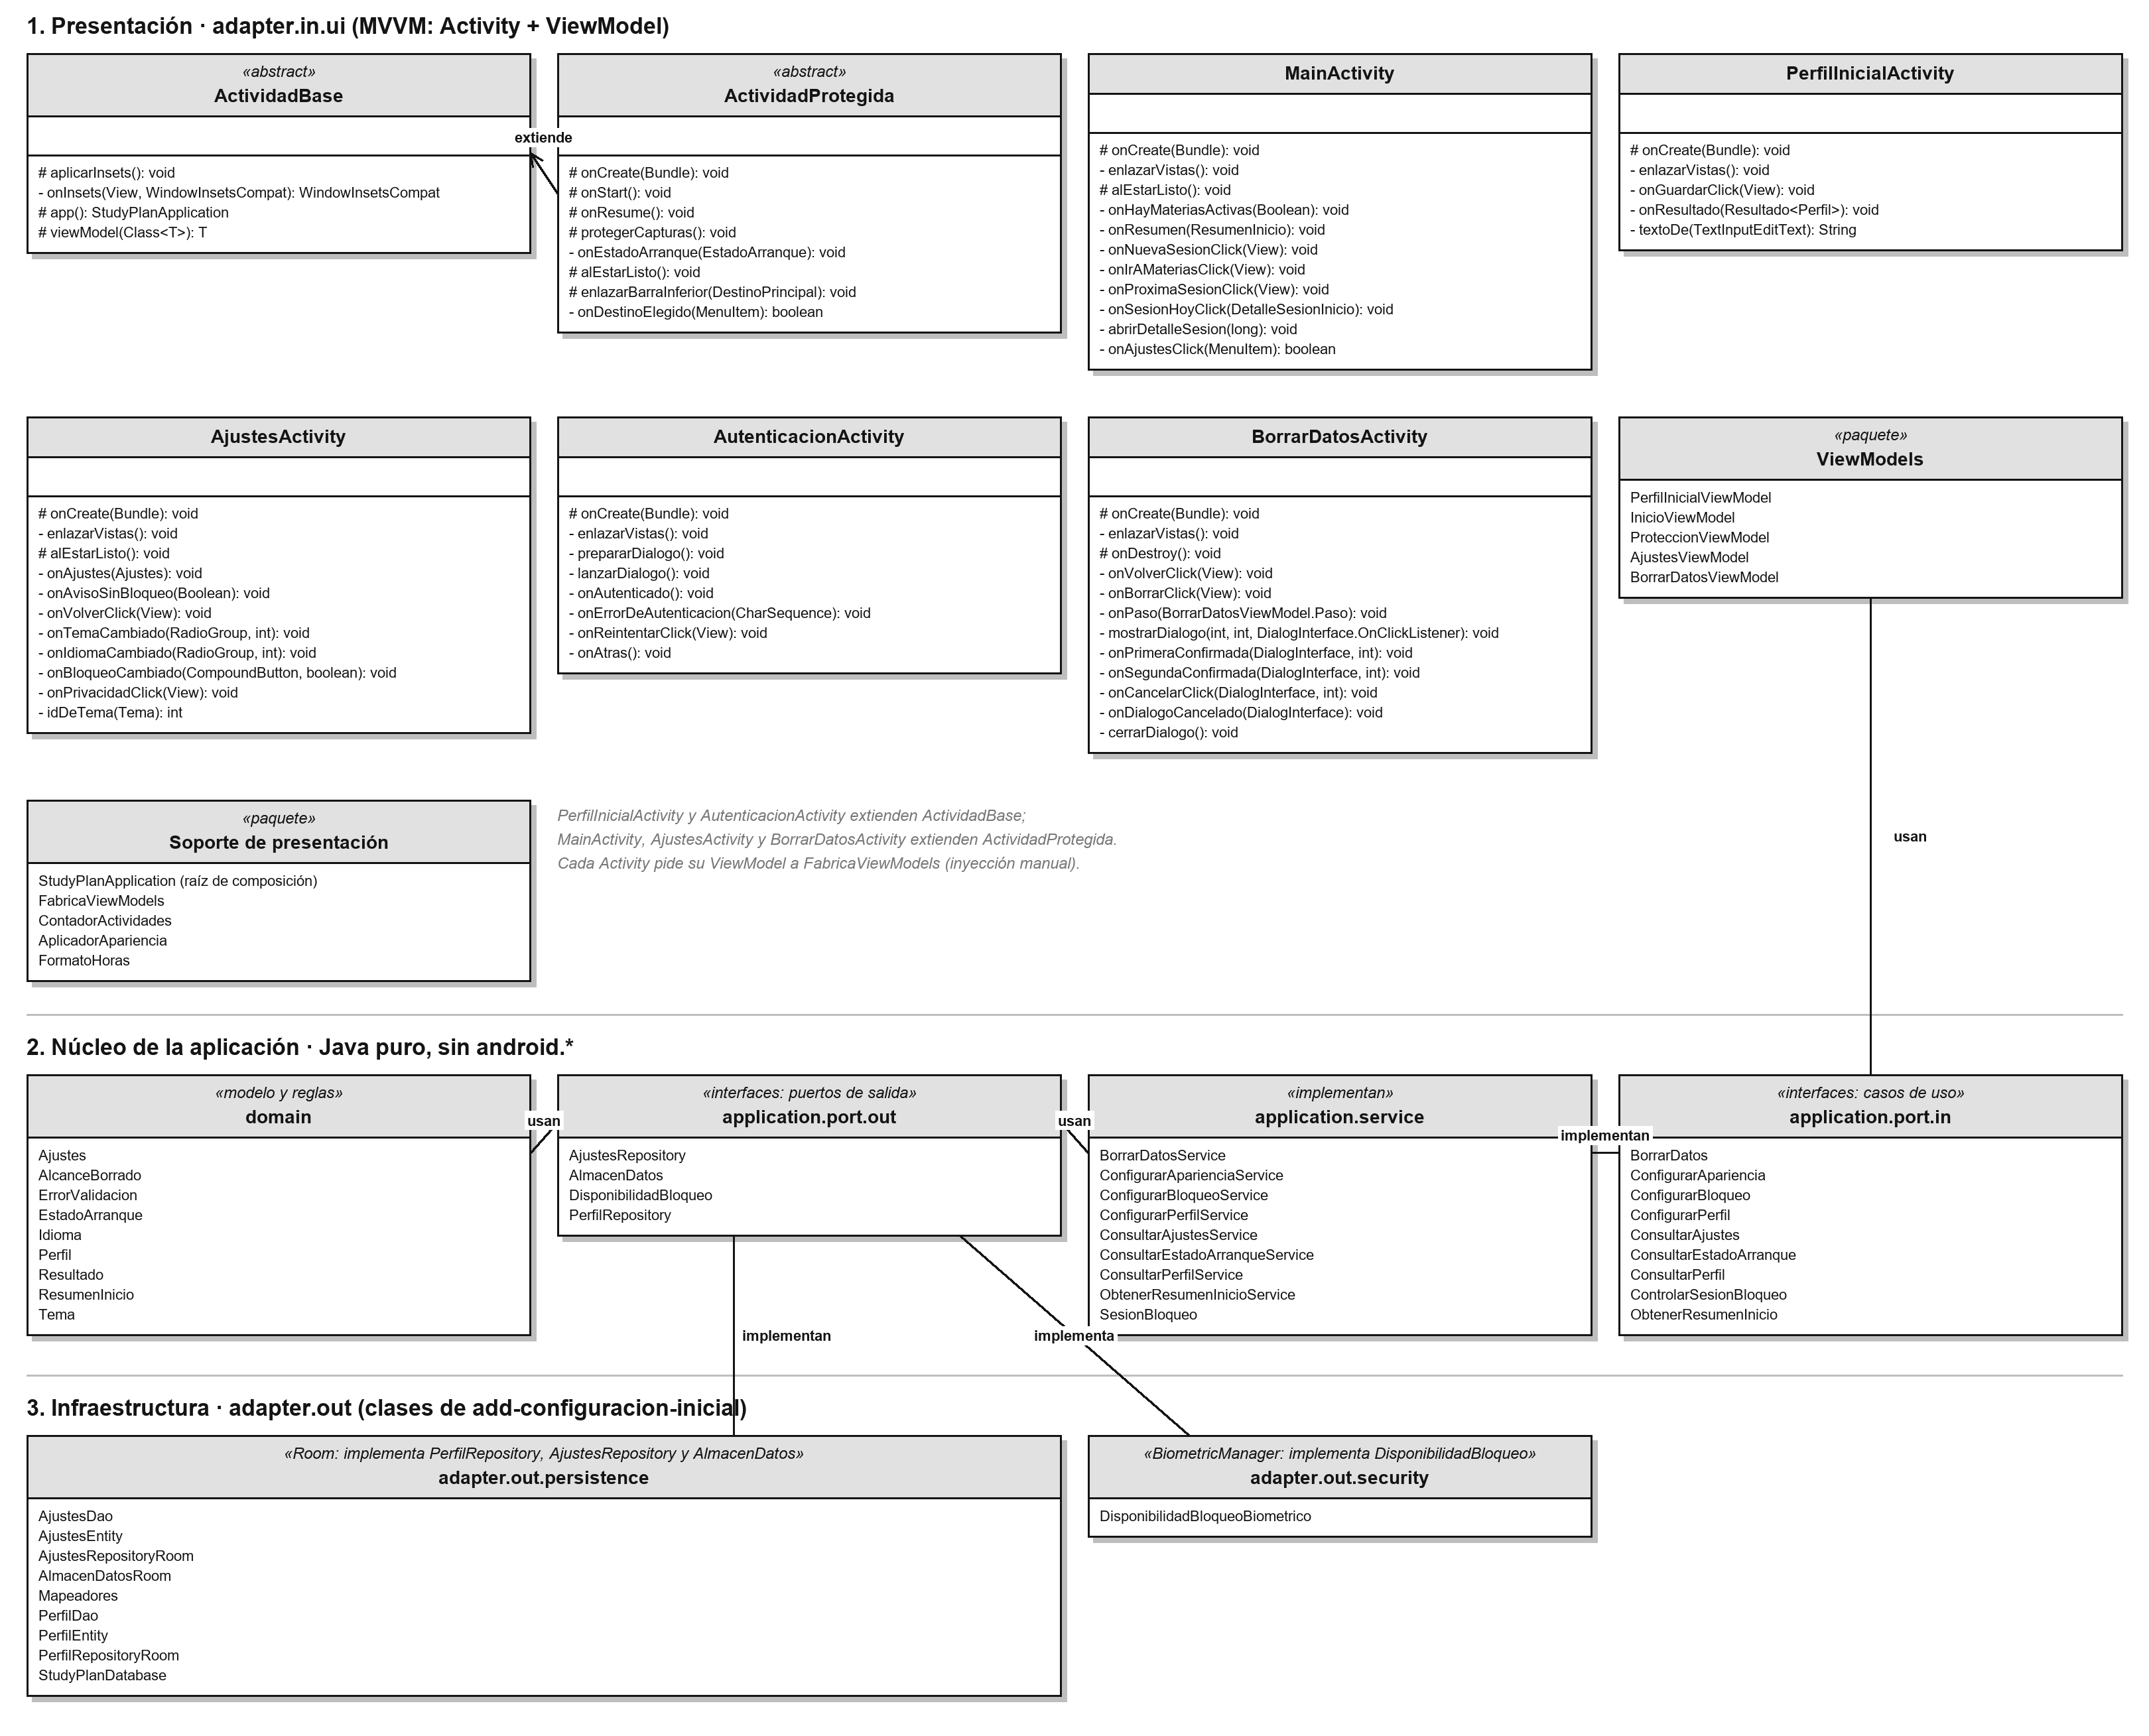 1. Presentación · adapter.in.ui (MVVM: Activity + ViewModel)
«abstract»
ActividadBase
# aplicarInsets(): void
- onInsets(View, WindowInsetsCompat): WindowInsetsCompat
# app(): StudyPlanApplication
# viewModel(Class<T>): T
extiende
«abstract»
ActividadProtegida
# onCreate(Bundle): void
# onStart(): void
# onResume(): void
# protegerCapturas(): void
- onEstadoArranque(EstadoArranque): void
# alEstarListo(): void
# enlazarBarraInferior(DestinoPrincipal): void
- onDestinoElegido(MenuItem): boolean
MainActivity
# onCreate(Bundle): void
- enlazarVistas(): void
# alEstarListo(): void
- onHayMateriasActivas(Boolean): void
- onResumen(ResumenInicio): void
- onNuevaSesionClick(View): void
- onIrAMateriasClick(View): void
- onProximaSesionClick(View): void
- onSesionHoyClick(DetalleSesionInicio): void
- abrirDetalleSesion(long): void
- onAjustesClick(MenuItem): boolean
PerfilInicialActivity
# onCreate(Bundle): void
- enlazarVistas(): void
- onGuardarClick(View): void
- onResultado(Resultado<Perfil>): void
- textoDe(TextInputEditText): String
AjustesActivity
# onCreate(Bundle): void
- enlazarVistas(): void
# alEstarListo(): void
- onAjustes(Ajustes): void
- onAvisoSinBloqueo(Boolean): void
- onVolverClick(View): void
- onTemaCambiado(RadioGroup, int): void
- onIdiomaCambiado(RadioGroup, int): void
- onBloqueoCambiado(CompoundButton, boolean): void
- onPrivacidadClick(View): void
- idDeTema(Tema): int
AutenticacionActivity
# onCreate(Bundle): void
- enlazarVistas(): void
- prepararDialogo(): void
- lanzarDialogo(): void
- onAutenticado(): void
- onErrorDeAutenticacion(CharSequence): void
- onReintentarClick(View): void
- onAtras(): void
BorrarDatosActivity
# onCreate(Bundle): void
- enlazarVistas(): void
# onDestroy(): void
- onVolverClick(View): void
- onBorrarClick(View): void
- onPaso(BorrarDatosViewModel.Paso): void
- mostrarDialogo(int, int, DialogInterface.OnClickListener): void
- onPrimeraConfirmada(DialogInterface, int): void
- onSegundaConfirmada(DialogInterface, int): void
- onCancelarClick(DialogInterface, int): void
- onDialogoCancelado(DialogInterface): void
- cerrarDialogo(): void
«paquete»
ViewModels
PerfilInicialViewModel
InicioViewModel
ProteccionViewModel
AjustesViewModel
BorrarDatosViewModel
«paquete»
Soporte de presentación
StudyPlanApplication (raíz de composición)
FabricaViewModels
ContadorActividades
AplicadorApariencia
FormatoHoras
PerfilInicialActivity y AutenticacionActivity extienden ActividadBase;
MainActivity, AjustesActivity y BorrarDatosActivity extienden ActividadProtegida.
Cada Activity pide su ViewModel a FabricaViewModels (inyección manual).
usan
2. Núcleo de la aplicación · Java puro, sin android.*
«modelo y reglas»
domain
Ajustes
AlcanceBorrado
ErrorValidacion
EstadoArranque
Idioma
Perfil
Resultado
ResumenInicio
Tema
usan
«interfaces: puertos de salida»
application.port.out
AjustesRepository
AlmacenDatos
DisponibilidadBloqueo
PerfilRepository
usan
«implementan»
application.service
BorrarDatosService
ConfigurarAparienciaService
ConfigurarBloqueoService
ConfigurarPerfilService
ConsultarAjustesService
ConsultarEstadoArranqueService
ConsultarPerfilService
ObtenerResumenInicioService
SesionBloqueo
implementan
«interfaces: casos de uso»
application.port.in
BorrarDatos
ConfigurarApariencia
ConfigurarBloqueo
ConfigurarPerfil
ConsultarAjustes
ConsultarEstadoArranque
ConsultarPerfil
ControlarSesionBloqueo
ObtenerResumenInicio
implementan
implementa
3. Infraestructura · adapter.out (clases de add-configuracion-inicial)
«Room: implementa PerfilRepository, AjustesRepository y AlmacenDatos»
adapter.out.persistence
AjustesDao
AjustesEntity
AjustesRepositoryRoom
AlmacenDatosRoom
Mapeadores
PerfilDao
PerfilEntity
PerfilRepositoryRoom
StudyPlanDatabase
«BiometricManager: implementa DisponibilidadBloqueo»
adapter.out.security
DisponibilidadBloqueoBiometrico